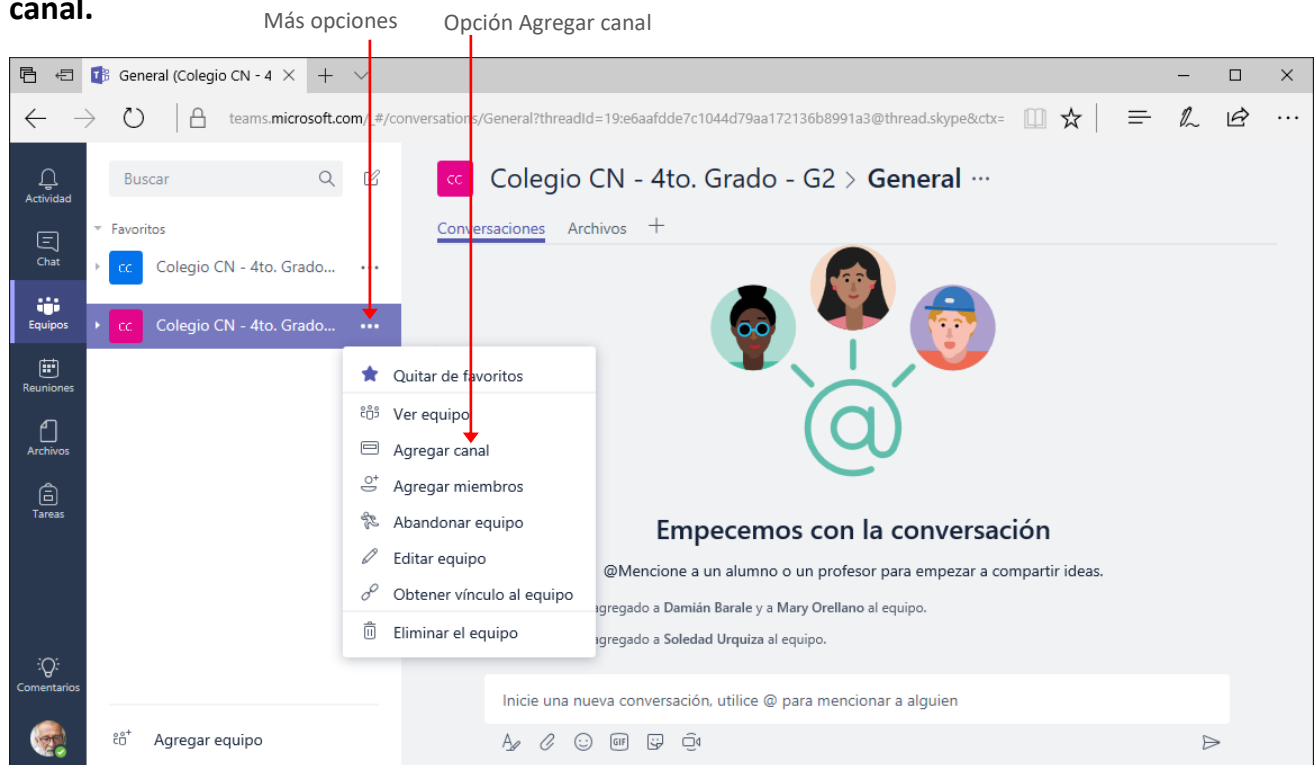 canal.
Más opciones
Opción Agregar canal
General (Colegio CN - 4
teams.microsoft.com/_#/conversations/General?threadId=19:e6aafdde7c1044d79aa172136b8991a3@thread.skype&ctx=
Actividad
Chat
Equipos
Reuniones
Archivos
Tareas
Comentarios
Buscar
Favoritos
CC Colegio CN - 4to. Grado... ...
CC Colegio CN - 4to. Grado... ...
Quitar de favoritos
Ver equipo
Agregar canal
Agregar miembros
Abandonar equipo
Editar equipo
Obtener vínculo al equipo
Eliminar el equipo
Agregar equipo
CC Colegio CN - 4to. Grado - G2 > General ...
Conversaciones Archivos +
@
Empecemos con la conversación
@Mencione a un alumno o un profesor para empezar a compartir ideas.
agregado a Damián Barale y a Mary Orellano al equipo.
agregado a Soledad Urquiza al equipo.
Inicie una nueva conversación, utilice @ para mencionar a alguien
GIF